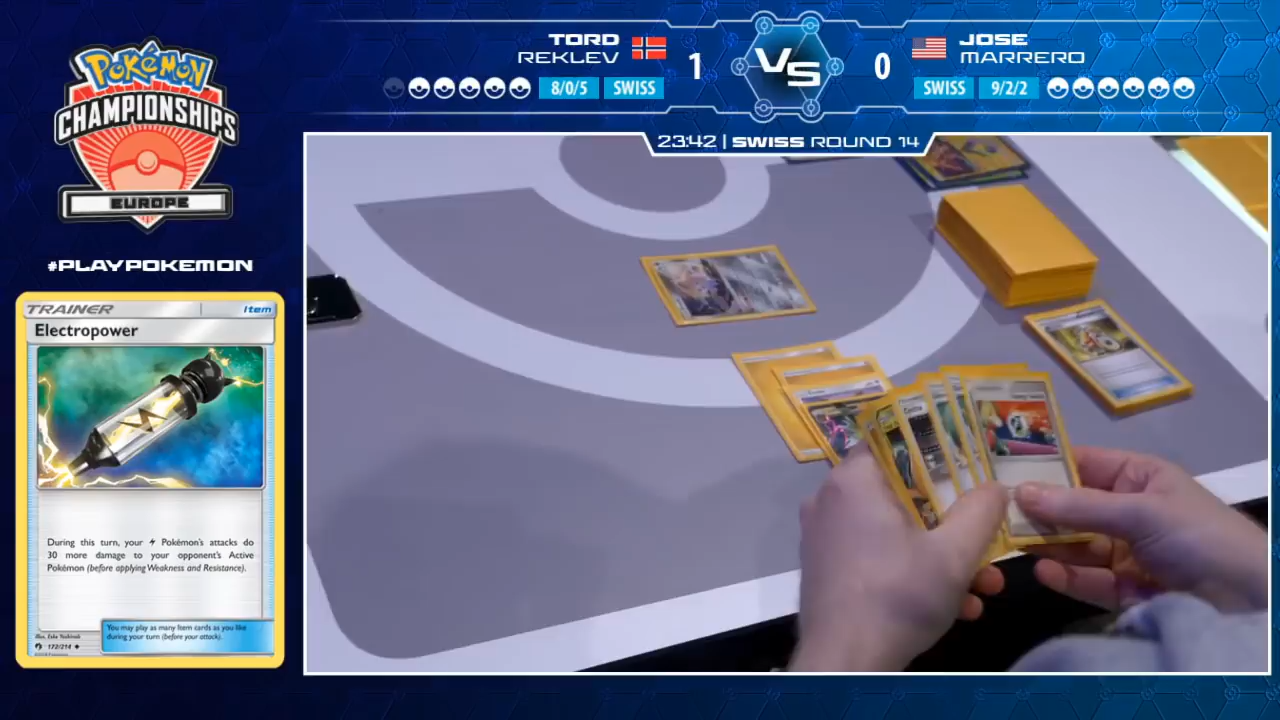 Pokémon
CHAMPIONSHIPS
EUROPE
#PLAYPOKEMON
TORD
REKLEV
1
8/0/5
SWISS
VS
0
JOSE
MARRERO
SWISS
9/2/2
23:42 | SWISS ROUND 14
TRAINER
Item
Electropower
During this turn, your Pokémon's attacks do
30 more damage to your opponent's Active
Pokémon (before applying Weakness and Resistance).
You may play as many Item cards as you like
during your turn (before your attack).
172/214